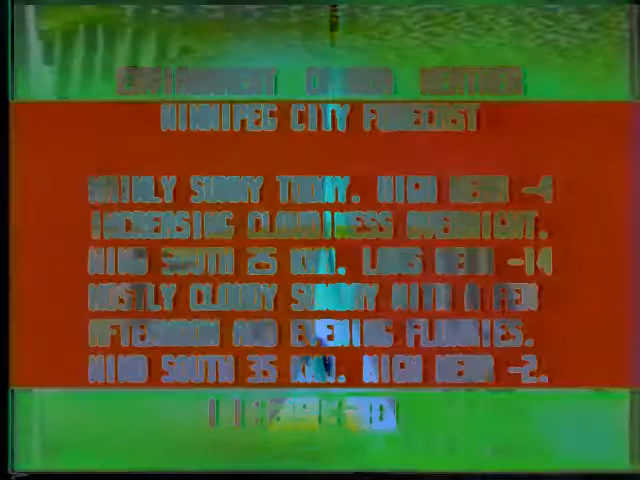 ENVIRONMENT CANADA WEATHER
WINNIPEG CITY FORECAST
MAINLY SUNNY TODAY. HIGH NEAR -4
INCREASING CLOUDINESS OVERNIGHT.
WIND SOUTH 25 KM. LOWS NEAR -14
MOSTLY CLOUDY SUNDAY WITH A FEW
AFTERNOON AND EVENING FLURRIES.
WIND SOUTH 35 KM. HIGH NEAR -2.